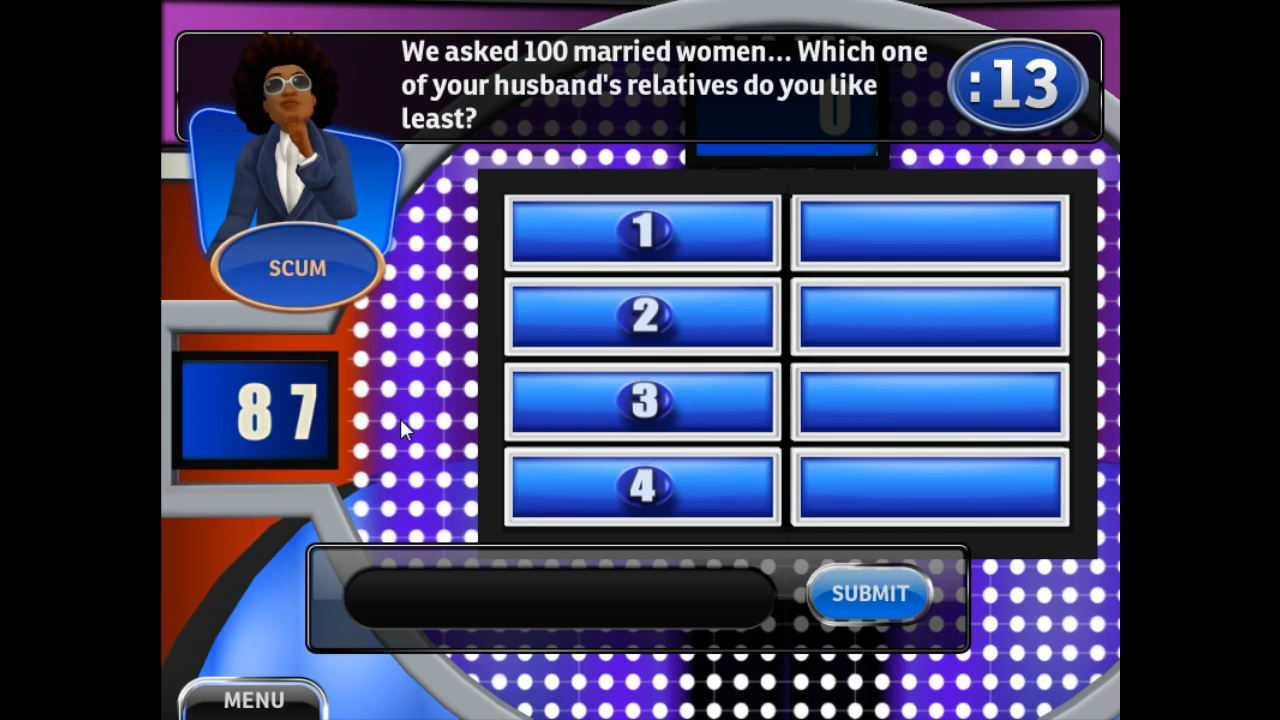 We asked 100 married women... Which one
of your husband's relatives do you like
least?
:13
0
SCUM
1
2
87
3
4
SUBMIT
MENU